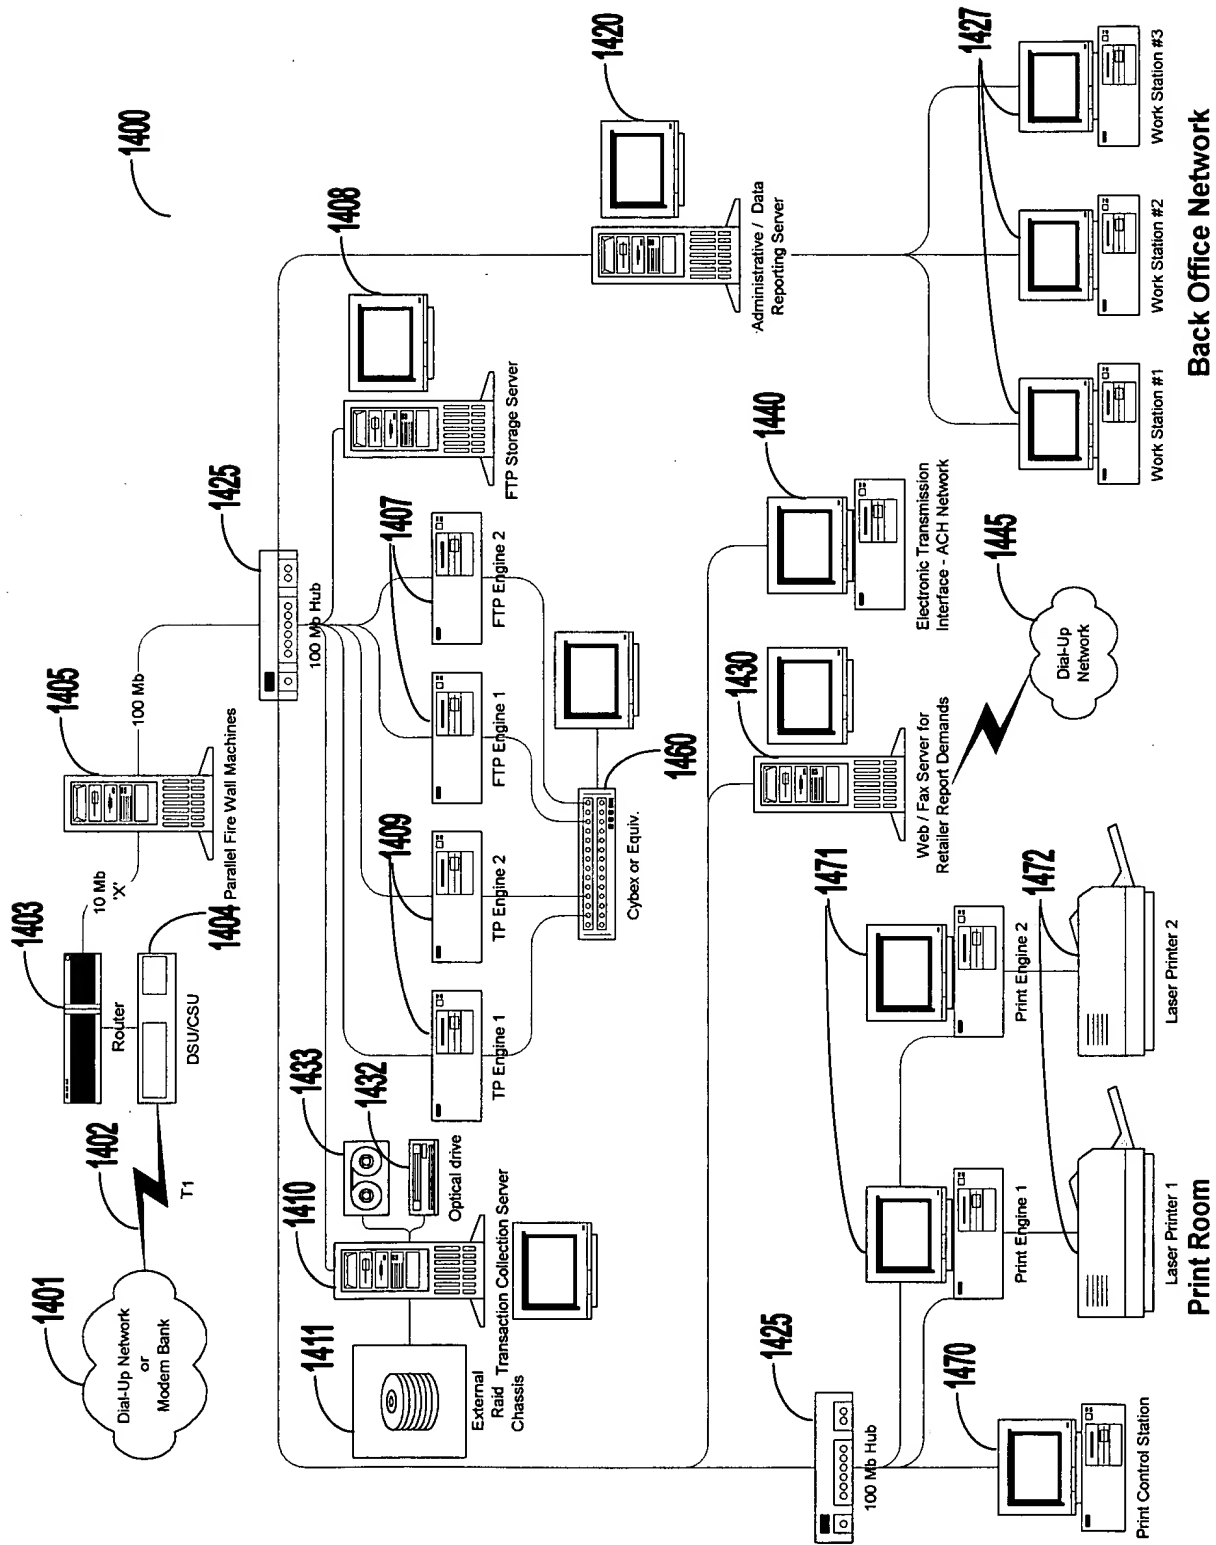 1400
1401
Dial-Up Network
or
Modem Bank
1402
T1
1403
Router
1404
DSU/CSU
10 Mb
'X'
1405
Parallel Fire Wall Machines
100 Mb
1425
100 Mb Hub
1408
FTP Storage Server
1420
Administrative / Data
Reporting Server
1433
1432
Optical drive
1410
Transaction Collection Server
1411
External
Raid
Chassis
1409
TP Engine 1
TP Engine 2
1407
FTP Engine 1
FTP Engine 2
1460
Cybex or Equiv.
1430
Web / Fax Server for
Retailer Report Demands
1440
Electronic Transmission
Interface - ACH Network
1445
Dial-Up
Network
1427
Work Station #1
Work Station #2
Work Station #3
Back Office Network
1425
100 Mb Hub
1470
Print Control Station
1471
Print Engine 1
Print Engine 2
1472
Laser Printer 1
Laser Printer 2
Print Room